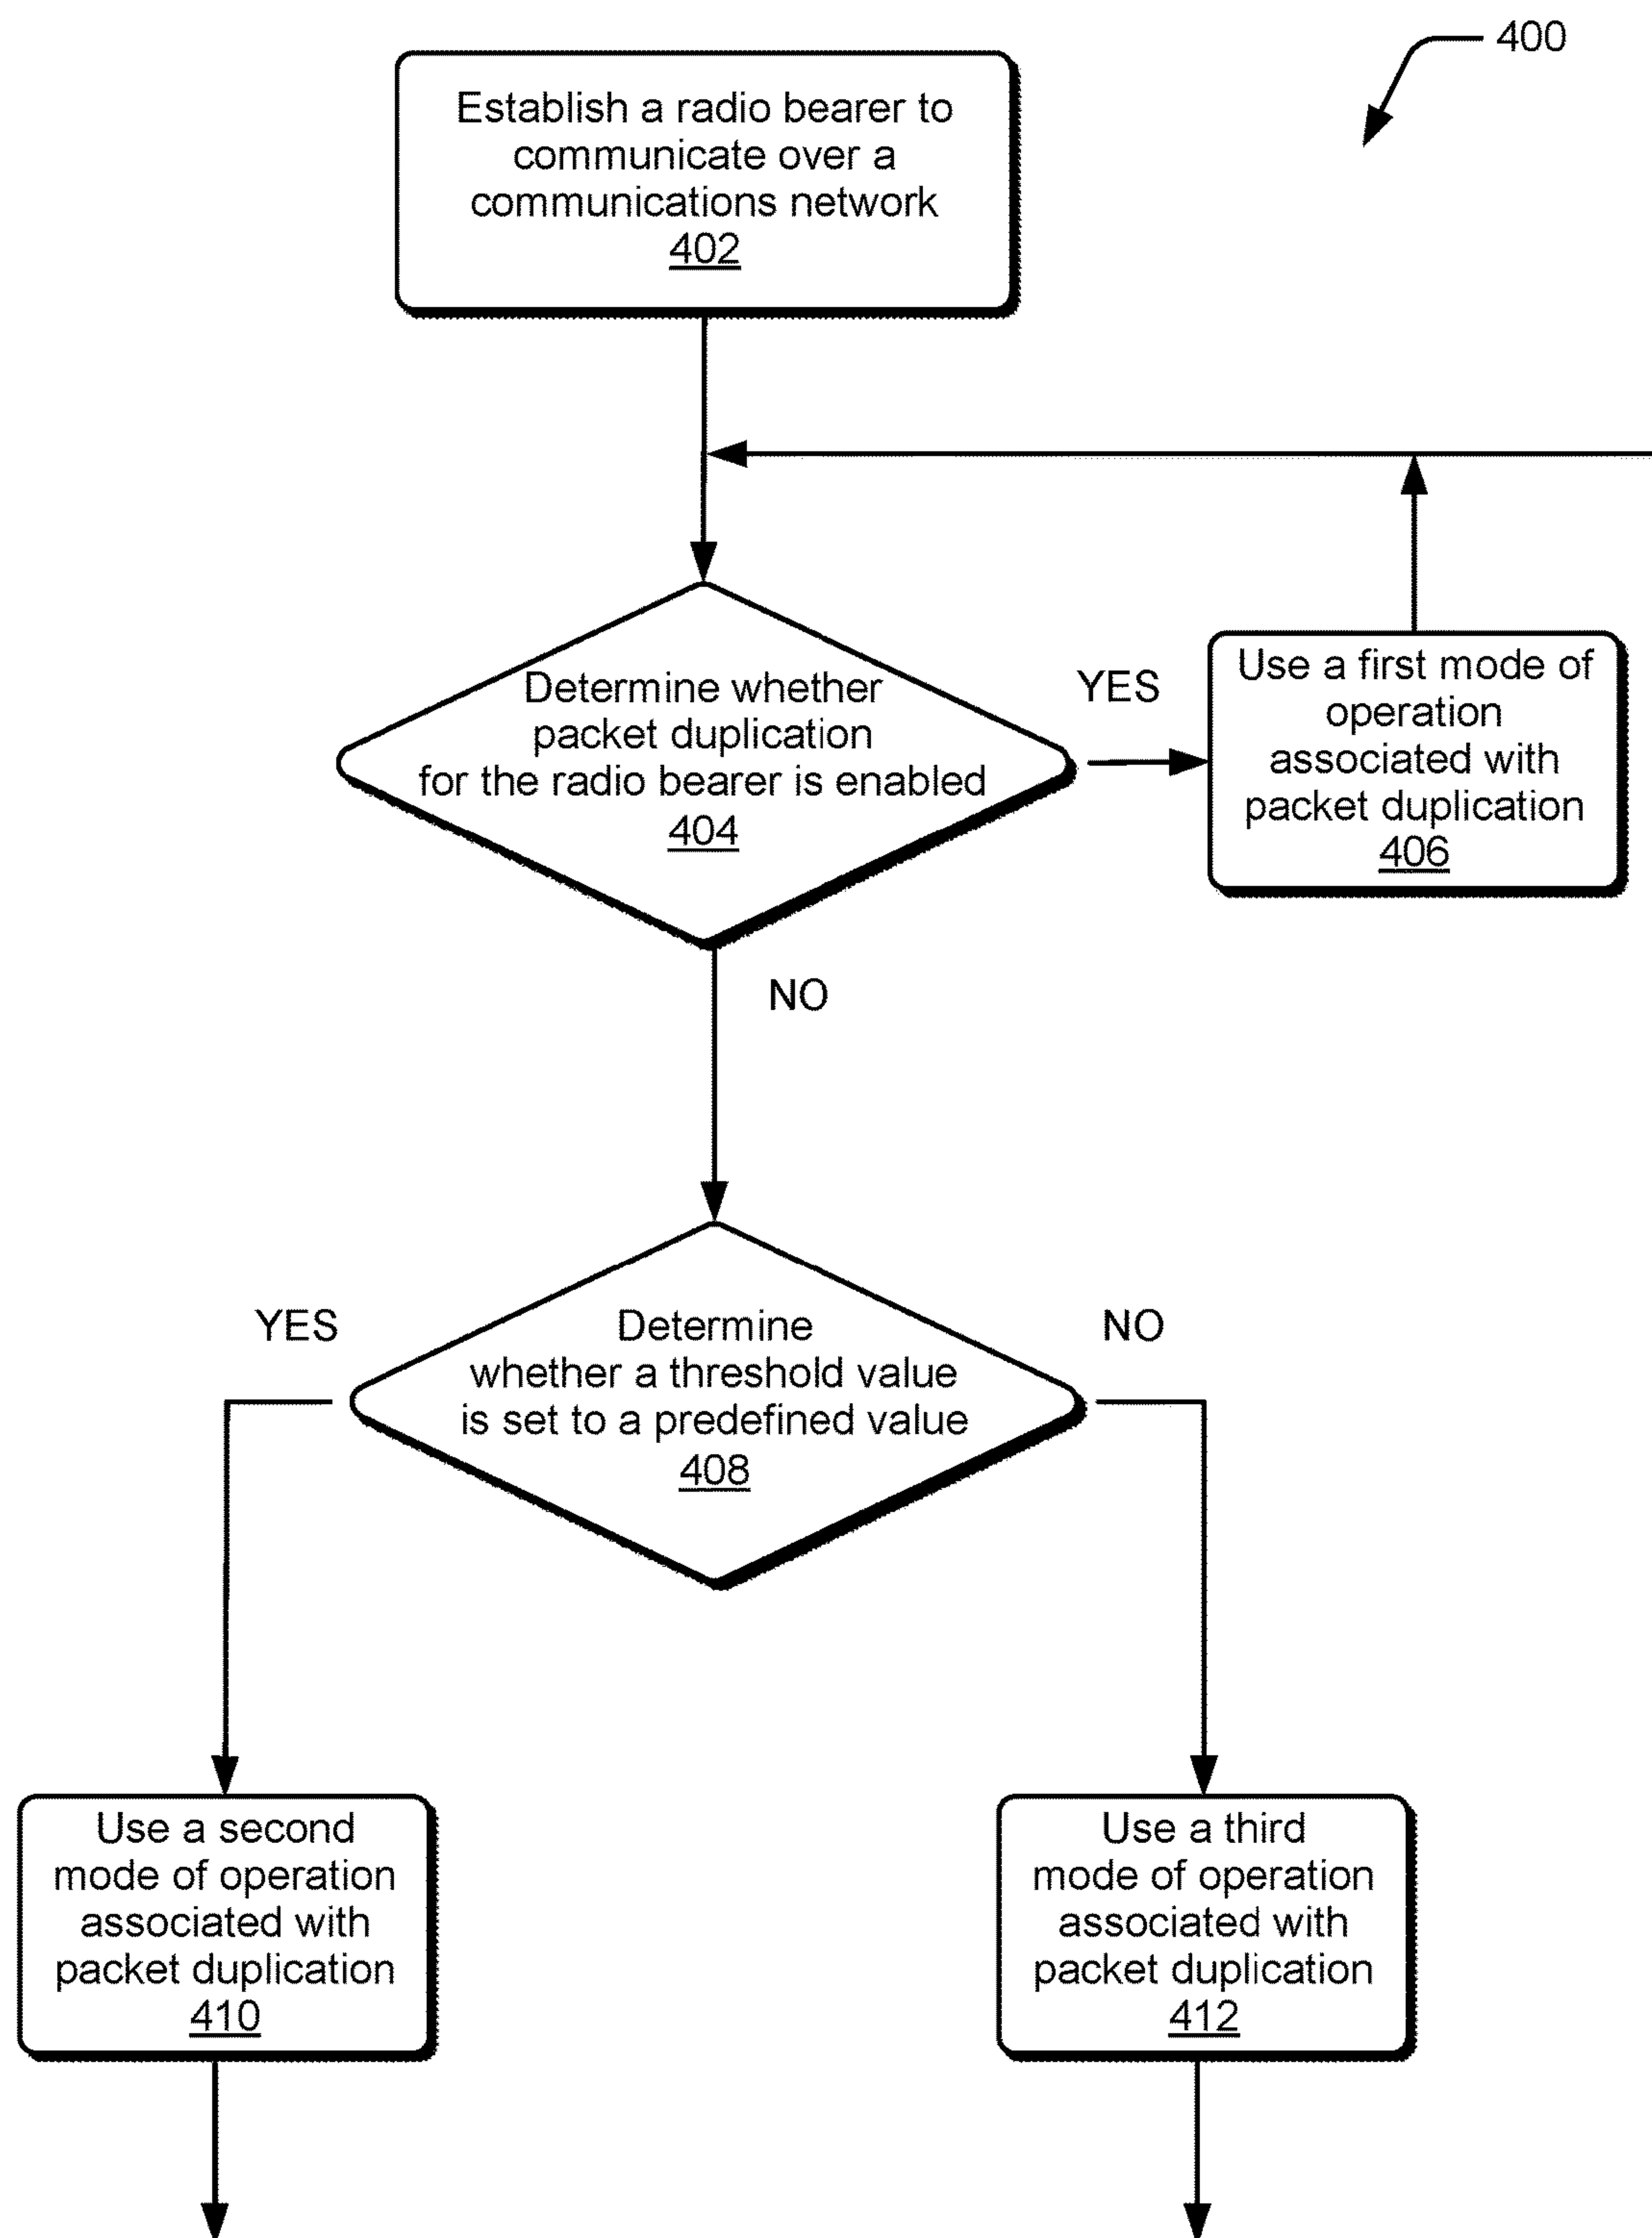 400
Establish a radio bearer to
communicate over a
communications network
402
Determine whether
packet duplication
for the radio bearer is enabled
404
YES
Use a first mode of
operation
associated with
packet duplication
406
NO
YES
Determine
whether a threshold value
is set to a predefined value
408
NO
Use a second
mode of operation
associated with
packet duplication
410
Use a third
mode of operation
associated with
packet duplication
412